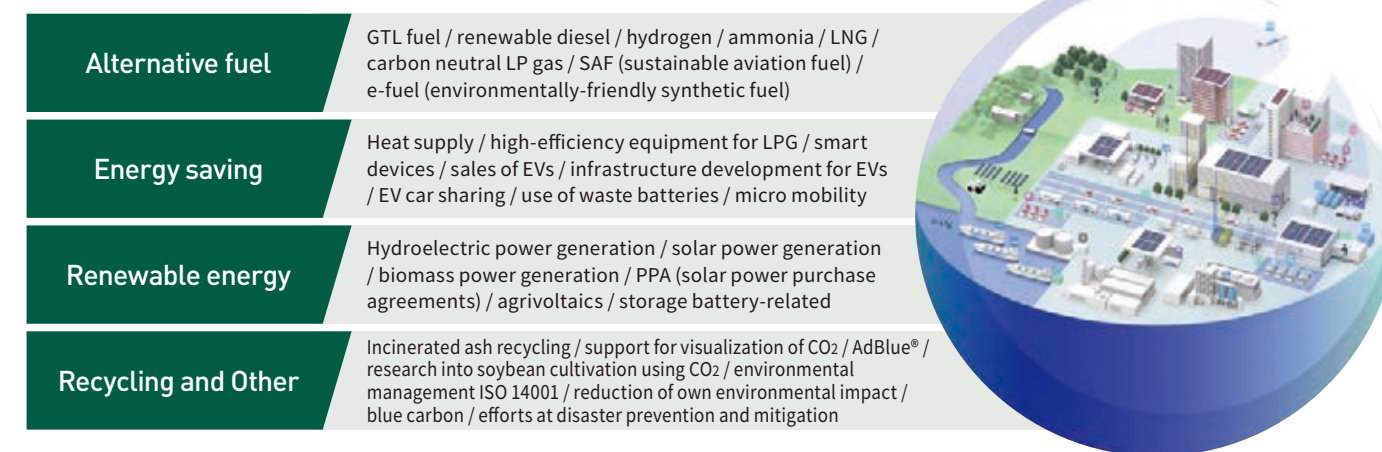 Alternative fuel
GTL fuel / renewable diesel / hydrogen / ammonia / LNG /
carbon neutral LP gas / SAF (sustainable aviation fuel) /
e-fuel (environmentally-friendly synthetic fuel)
Energy saving
Heat supply / high-efficiency equipment for LPG / smart
devices / sales of EVs / infrastructure development for EVs
/ EV car sharing / use of waste batteries / micro mobility
Renewable energy
Hydroelectric power generation / solar power generation
/ biomass power generation / PPA (solar power purchase
agreements) / agrivoltaics / storage battery-related
Recycling and Other
Incinerated ash recycling / support for visualization of CO2 / AdBlue® /
research into soybean cultivation using CO2 / environmental
management ISO 14001 / reduction of own environmental impact /
blue carbon / efforts at disaster prevention and mitigation